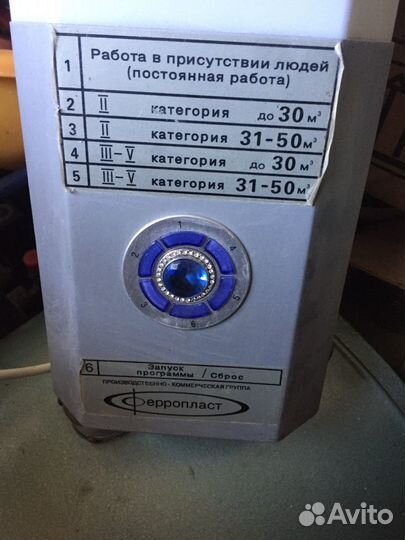 1 Работа в присутствии людей
(постоянная работа)
2 II категория до 30 м³
3 II категория 31-50 м³
4 III-V категория до 30 м³
5 III-V категория 31-50 м³
1
2
4
3
5
6
6 Запуск программы / Сброс
ПРОИЗВОДСТВЕННО - КОММЕРЧЕСКАЯ ГРУППА
Ферропласт
Avito